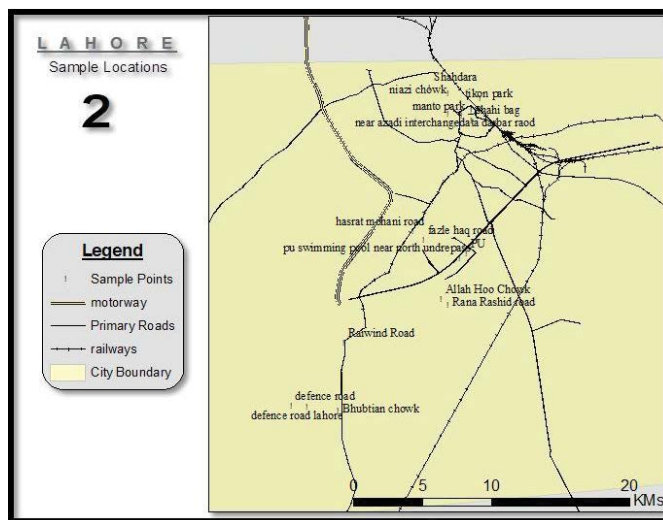 LAHORE
Sample Locations
2
Legend
Sample Points
motorway
Primary Roads
railways
City Boundary
Shahdara
niazi chowk
tikon park
manto park
shahi bag
near azadi interchange
data darbar raod
hasrat mohani road
fazle haq road
pu swimming pool near north undrepass
PU
Allah Hoo Chowk
Rana Rashid road
Raiwind Road
defence road
defence road lahore
Bhubtian chowk
0 5 10 20
KMs